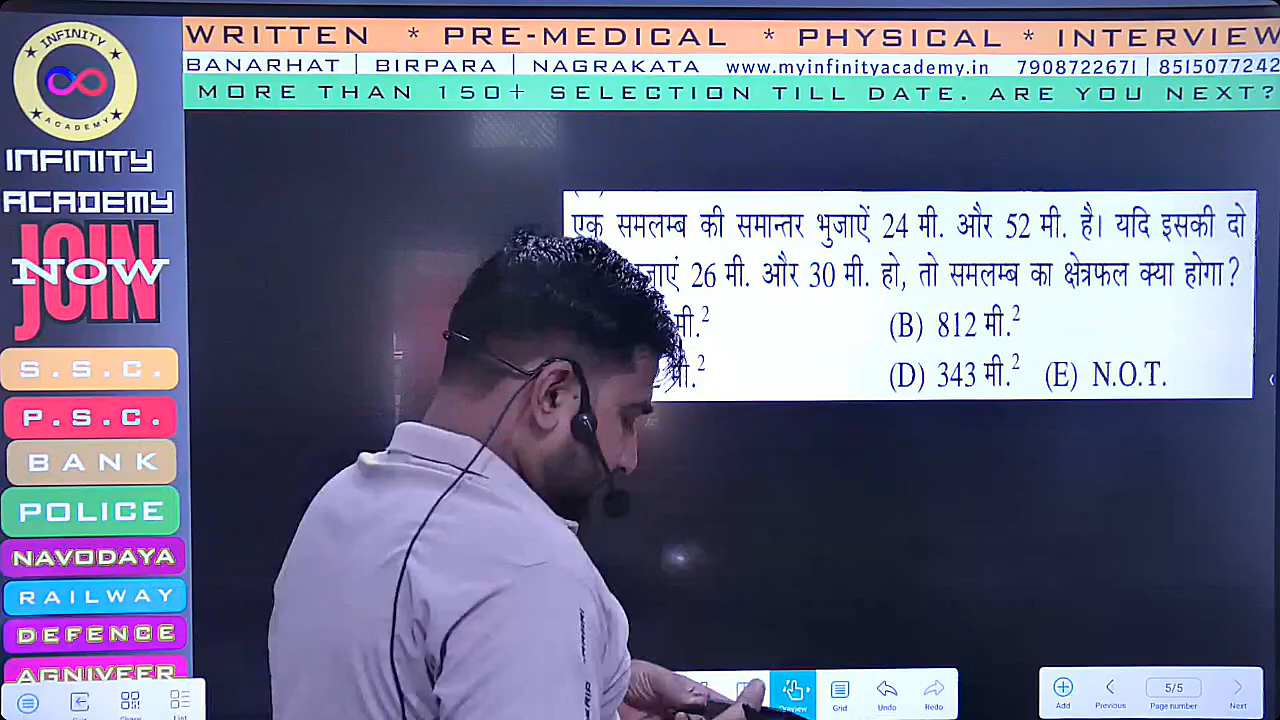 WRITTEN * PRE-MEDICAL * PHYSICAL * INTERVIEW
BANARHAT | BIRPARA | NAGRAKATA www.myinfinityacademy.in 7908722671 | 8515077242
MORE THAN 150+ SELECTION TILL DATE. ARE YOU NEXT?
INFINITY
ACADEMY
INFINITY
ACADEMY
JOIN
NOW
S.S.C.
P.S.C.
BANK
POLICE
NAVODAYA
RAILWAY
DEFENCE
AGNIVEER
एक समलम्ब की समान्तर भुजाऐं 24 मी. और 52 मी. है। यदि इसकी दो
26 मी. और 30 मी. हो, तो समलम्ब का क्षेत्रफल क्या होगा?
मी.² (B) 812 मी.²
मी.² (D) 343 मी.² (E) N.O.T.
List
Preview Grid Undo Redo
Add Previous 5/5 Page number Next